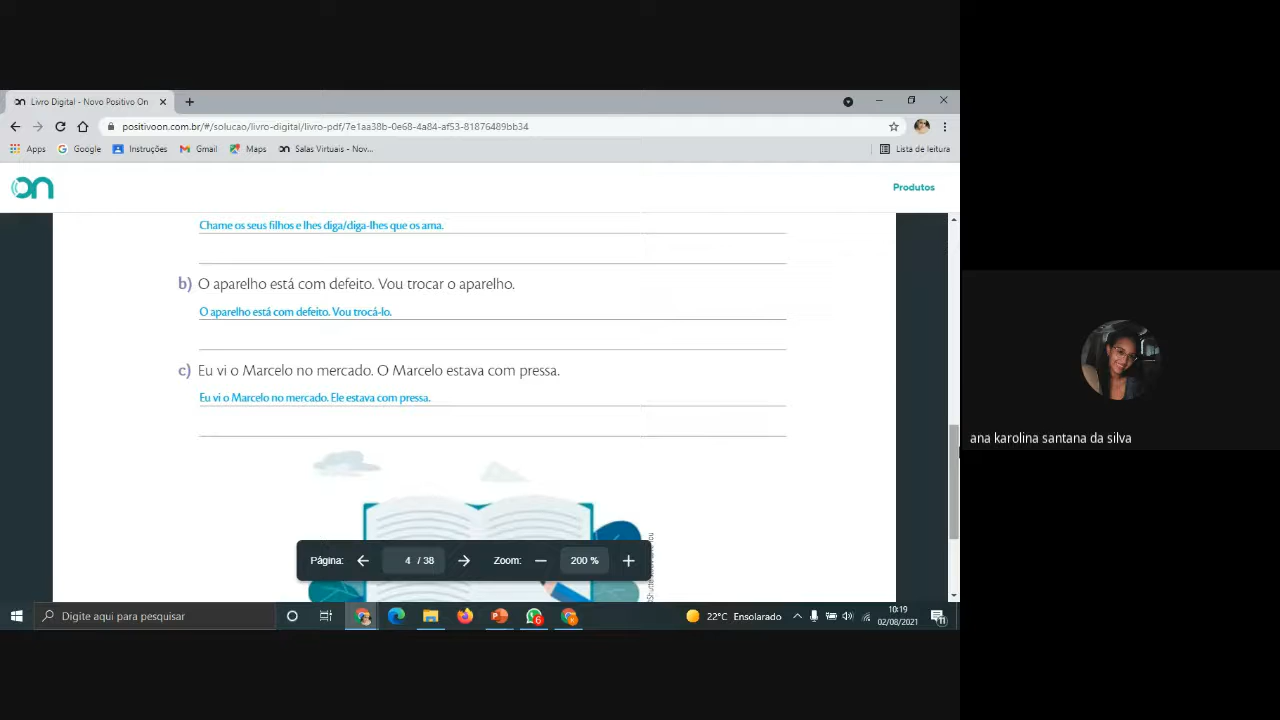 Livro Digital - Novo Positivo On
positivoon.com.br/#/solucao/livro-digital/livro-pdf/7e1aa38b-0e68-4a84-af53-81876489bb34
Apps Google Instruções Gmail Maps Salas Virtuais - Nov... Lista de leitura
on Produtos
Chame os seus filhos e lhes diga/diga-lhes que os ama.
b) O aparelho está com defeito. Vou trocar o aparelho.
O aparelho está com defeito. Vou trocá-lo.
c) Eu vi o Marcelo no mercado. O Marcelo estava com pressa.
Eu vi o Marcelo no mercado. Ele estava com pressa.
ana karolina santana da silva
Página: 4 / 38 Zoom: 200 %
Digite aqui para pesquisar 6 22°C Ensolarado 10:19
02/08/2021 11